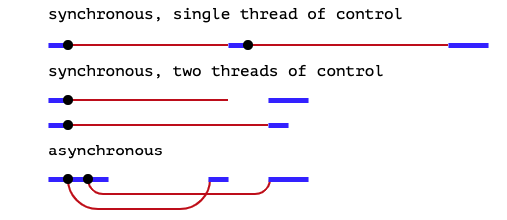 synchronous, single thread of control
synchronous, two threads of control
asynchronous